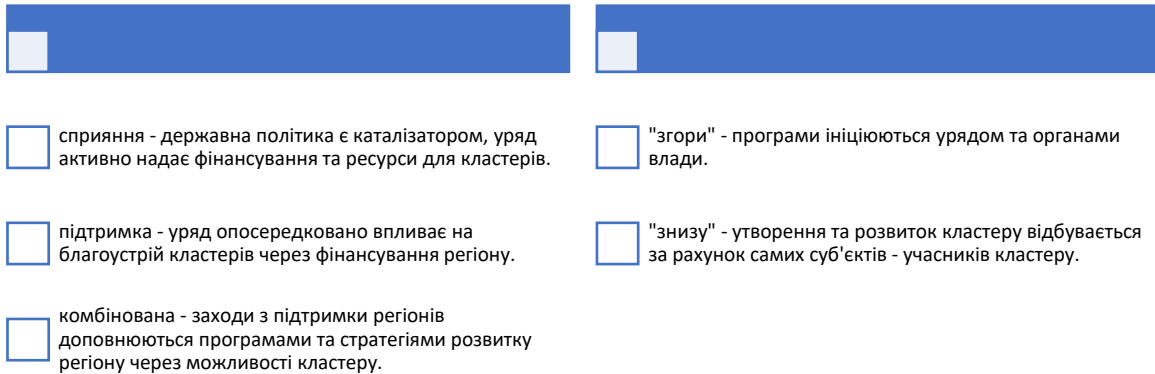 сприяння - державна політика є каталізатором, уряд
активно надає фінансування та ресурси для кластерів.
підтримка - уряд опосередковано впливає на
благоустрій кластерів через фінансування регіону.
комбінована - заходи з підтримки регіонів
доповнюються програмами та стратегіями розвитку
регіону через можливості кластеру.
"згори" - програми ініціюються урядом та органами
влади.
"знизу" - утворення та розвиток кластеру відбувається
за рахунок самих суб'єктів - учасників кластеру.